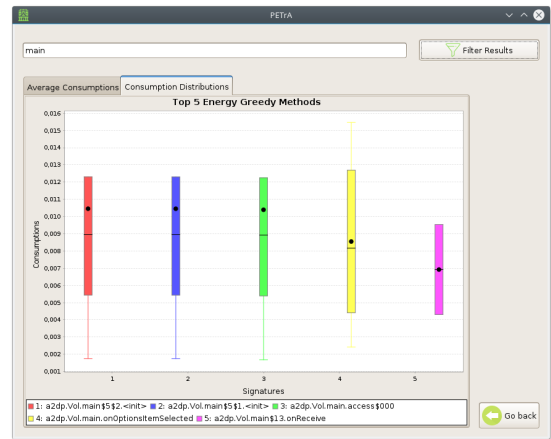 PETrA
main
Filter Results
Average Consumptions Consumption Distributions
Top 5 Energy Greedy Methods
0,016
0,015
0,014
0,013
0,012
0,011
0,010
0,009
0,008
0,007
0,006
0,005
0,004
0,003
0,002
0,001
Consumptions
1 2 3 4 5
Signatures
1: a2dp.Vol.main$5$2.<init> 2: a2dp.Vol.main$5$1.<init> 3: a2dp.Vol.main.access$000
4: a2dp.Vol.main.onOptionsItemSelected 5: a2dp.Vol.main$13.onReceive
Go back